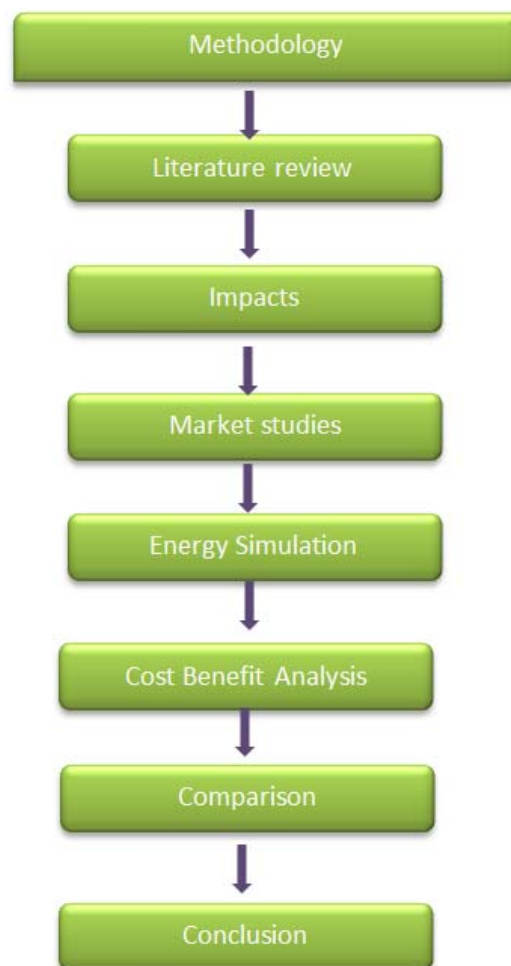 Methodology
Literature review
Impacts
Market studies
Energy Simulation
Cost Benefit Analysis
Comparison
Conclusion